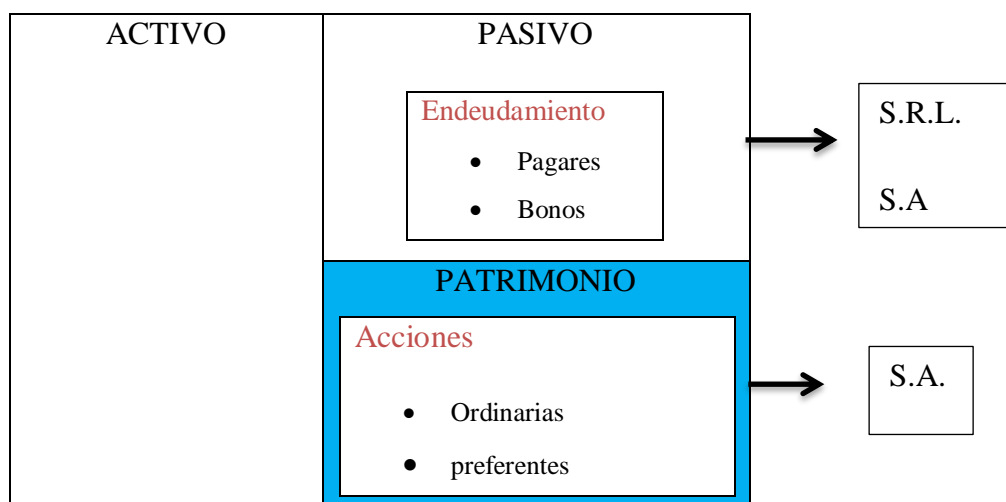 ACTIVO
PASIVO
Endeudamiento
• Pagares
• Bonos
S.R.L.
S.A
PATRIMONIO
Acciones
• Ordinarias
• preferentes
S.A.